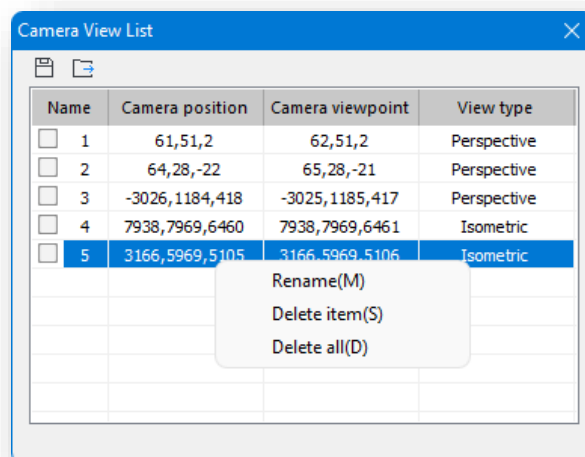 Camera View List
Name Camera position Camera viewpoint View type
1 61,51,2 62,51,2 Perspective
2 64,28,-22 65,28,-21 Perspective
3 -3026,1184,418 -3025,1185,417 Perspective
4 7938,7969,6460 7938,7969,6461 Isometric
5 3166,5969,5105 3166,5969,5106 Isometric
Rename(M)
Delete item(S)
Delete all(D)